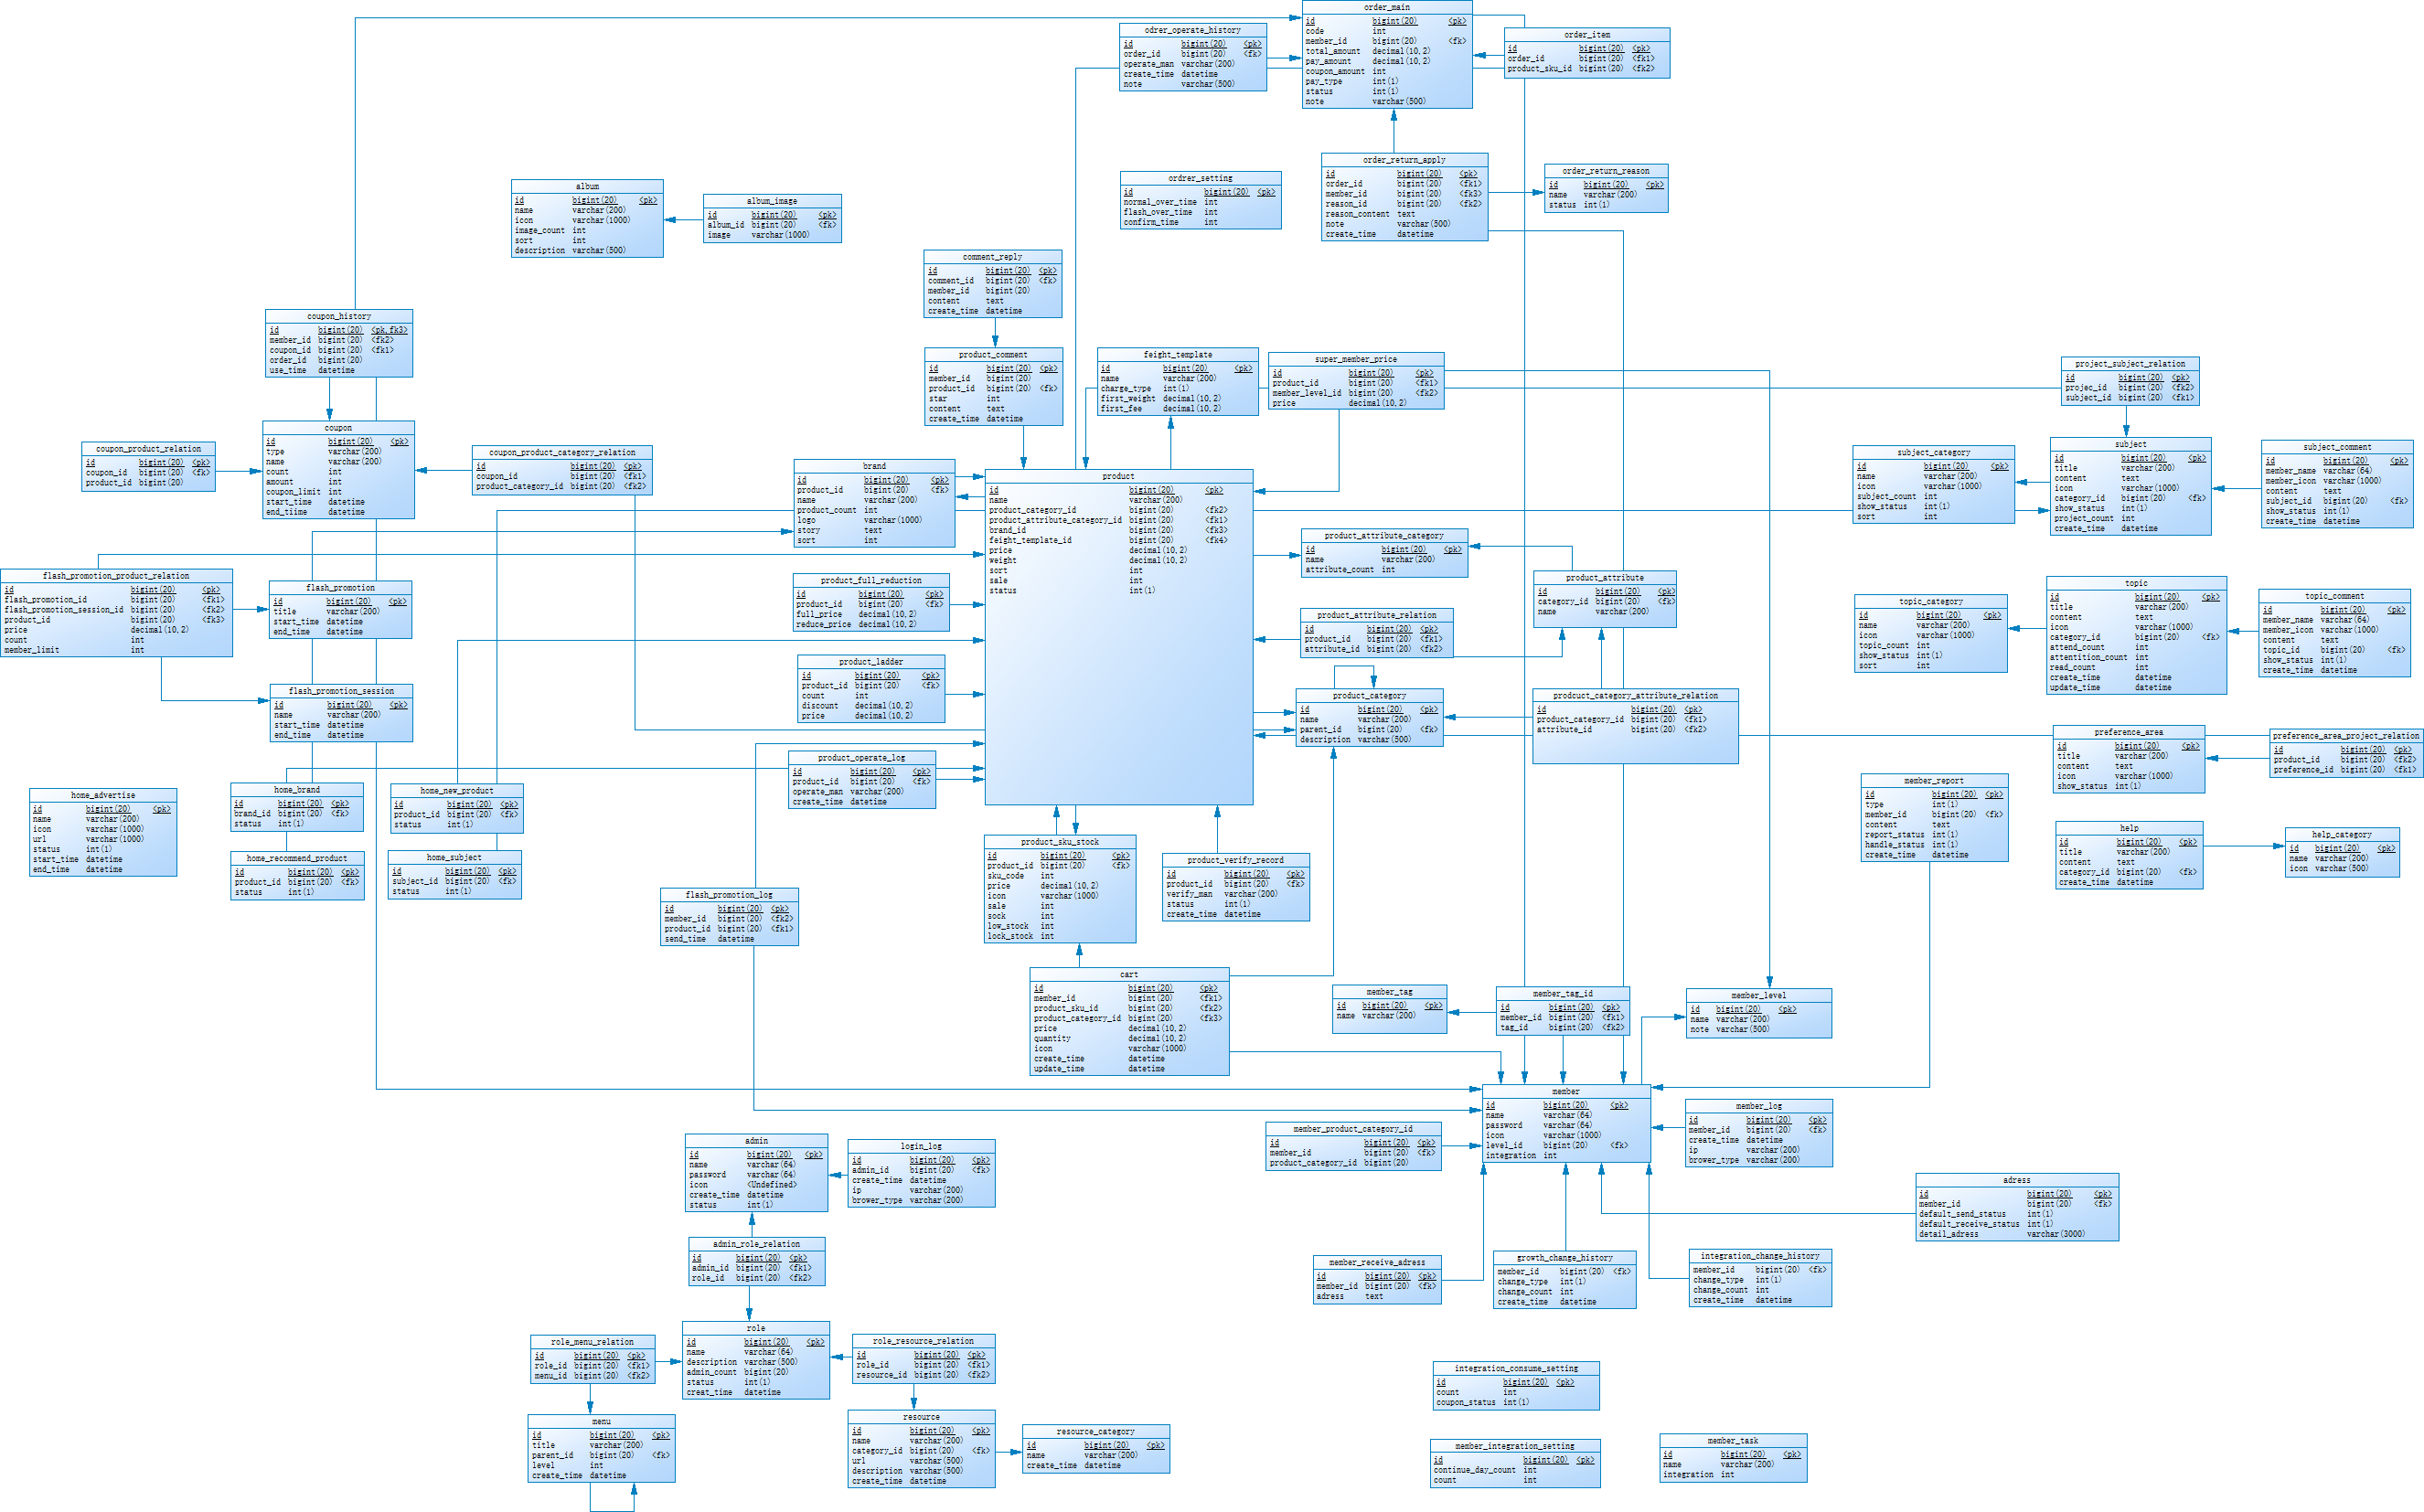 order_main
id bigint(20) <pk>
code int
member_id bigint(20) <fk>
total_amount decimal(10,2)
pay_amount decimal(10,2)
coupon_amount int
pay_type int(1)
status int(1)
note varchar(500)
odrer_operate_history
id bigint(20) <pk>
order_id bigint(20) <fk>
operate_man varchar(200)
create_time datetime
note varchar(500)
order_item
id bigint(20) <pk>
order_id bigint(20) <fk1>
product_sku_id bigint(20) <fk2>
order_return_apply
id bigint(20) <pk>
order_id bigint(20) <fk1>
member_id bigint(20) <fk3>
reason_id bigint(20) <fk2>
reason_content text
note varchar(500)
create_time datetime
order_return_reason
id bigint(20) <pk>
name varchar(200)
status int(1)
ordrer_setting
id bigint(20) <pk>
normal_over_time int
flash_over_time int
confirm_time int
album
id bigint(20) <pk>
name varchar(200)
icon varchar(1000)
image_count int
sort int
description varchar(500)
album_image
id bigint(20) <pk>
album_id bigint(20) <fk>
image varchar(1000)
comment_reply
id bigint(20) <pk>
comment_id bigint(20) <fk>
member_id bigint(20)
content text
create_time datetime
coupon_history
id bigint(20) <pk,fk3>
member_id bigint(20) <fk2>
coupon_id bigint(20) <fk1>
order_id bigint(20)
use_time datetime
product_comment
id bigint(20) <pk>
member_id bigint(20)
product_id bigint(20) <fk>
star int
content text
create_time datetime
feight_template
id bigint(20) <pk>
name varchar(200)
charge_type int(1)
first_weight decimal(10,2)
first_fee decimal(10,2)
super_member_price
id bigint(20) <pk>
product_id bigint(20) <fk1>
member_level_id bigint(20) <fk2>
price decimal(10,2)
project_subject_relation
id bigint(20) <pk>
projec_id bigint(20) <fk2>
subject_id bigint(20) <fk1>
coupon
id bigint(20) <pk>
type varchar(200)
name varchar(200)
count int
amount int
coupon_limit int
start_time datetime
end_tiime datetime
coupon_product_relation
id bigint(20) <pk>
coupon_id bigint(20) <fk>
product_id bigint(20)
coupon_product_category_relation
id bigint(20) <pk>
coupon_id bigint(20) <fk1>
product_category_id bigint(20) <fk2>
brand
id bigint(20) <pk>
product_id bigint(20) <fk>
name varchar(200)
product_count int
logo varchar(1000)
story text
sort int
product
id bigint(20) <pk>
name varchar(200)
product_category_id bigint(20) <fk2>
product_attribute_category_id bigint(20) <fk1>
brand_id bigint(20) <fk3>
feight_template_id bigint(20) <fk4>
price decimal(10,2)
weight decimal(10,2)
sort int
sale int
status int(1)
subject_category
id bigint(20) <pk>
name varchar(200)
icon varchar(1000)
subject_count int
show_status int(1)
sort int
subject
id bigint(20) <pk>
title varchar(200)
content text
icon varchar(1000)
category_id bigint(20) <fk>
show_status int(1)
project_count int
create_time datetime
subject_comment
id bigint(20) <pk>
member_name varchar(64)
member_icon varchar(1000)
content text
subject_id bigint(20) <fk>
show_status int(1)
create_time datetime
product_attribute_category
id bigint(20) <pk>
name varchar(200)
attribute_count int
product_attribute
id bigint(20) <pk>
category_id bigint(20) <fk>
name varchar(200)
flash_promotion_product_relation
id bigint(20) <pk>
flash_promotion_id bigint(20) <fk1>
flash_promotion_session_id bigint(20) <fk2>
product_id bigint(20) <fk3>
price decimal(10,2)
count int
member_limit int
flash_promotion
id bigint(20) <pk>
title varchar(200)
start_time datetime
end_time datetime
product_full_reduction
id bigint(20) <pk>
product_id bigint(20) <fk>
full_price decimal(10,2)
reduce_price decimal(10,2)
product_attribute_relation
id bigint(20) <pk>
product_id bigint(20) <fk1>
attribute_id bigint(20) <fk2>
topic_category
id bigint(20) <pk>
name varchar(200)
icon varchar(1000)
topic_count int
show_status int(1)
sort int
topic
id bigint(20) <pk>
title varchar(200)
content text
icon varchar(1000)
category_id bigint(20) <fk>
attend_count int
attentition_count int
read_count int
create_time datetime
update_time datetime
topic_comment
id bigint(20) <pk>
member_name varchar(64)
member_icon varchar(1000)
content text
topic_id bigint(20) <fk>
show_status int(1)
create_time datetime
product_ladder
id bigint(20) <pk>
product_id bigint(20) <fk>
count int
discount decimal(10,2)
price decimal(10,2)
flash_promotion_session
id bigint(20) <pk>
name varchar(200)
start_time datetime
end_time datetime
product_category
id bigint(20) <pk>
name varchar(200)
parent_id bigint(20) <fk>
description varchar(500)
prodcuct_category_attribute_relation
id bigint(20) <pk>
product_category_id bigint(20) <fk1>
attribute_id bigint(20) <fk2>
preference_area
id bigint(20) <pk>
title varchar(200)
content text
icon varchar(1000)
show_status int(1)
preference_area_project_relation
id bigint(20) <pk>
product_id bigint(20) <fk2>
preference_id bigint(20) <fk1>
product_operate_log
id bigint(20) <pk>
product_id bigint(20) <fk>
operate_man varchar(200)
create_time datetime
home_advertise
id bigint(20) <pk>
name varchar(200)
icon varchar(1000)
url varchar(1000)
status int(1)
start_time datetime
end_time datetime
home_brand
id bigint(20) <pk>
brand_id bigint(20) <fk>
status int(1)
home_new_product
id bigint(20) <pk>
product_id bigint(20) <fk>
status int(1)
member_report
id bigint(20) <pk>
type int(1)
member_id bigint(20) <fk>
content text
report_status int(1)
handle_status int(1)
create_time datetime
help
id bigint(20) <pk>
title varchar(200)
content text
category_id bigint(20) <fk>
create_time datetime
help_category
id bigint(20) <pk>
name varchar(200)
icon varchar(500)
home_recommend_product
id bigint(20) <pk>
product_id bigint(20) <fk>
status int(1)
home_subject
id bigint(20) <pk>
subject_id bigint(20) <fk>
status int(1)
product_sku_stock
id bigint(20) <pk>
product_id bigint(20) <fk>
sku_code int
price decimal(10,2)
icon varchar(1000)
sale int
sock int
low_stock int
lock_stock int
product_verify_record
id bigint(20) <pk>
product_id bigint(20) <fk>
verify_man varchar(200)
status int(1)
create_time datetime
flash_promotion_log
id bigint(20) <pk>
member_id bigint(20) <fk2>
product_id bigint(20) <fk1>
send_time datetime
cart
id bigint(20) <pk>
member_id bigint(20) <fk1>
product_sku_id bigint(20) <fk2>
product_category_id bigint(20) <fk3>
price decimal(10,2)
quantity decimal(10,2)
icon varchar(1000)
create_time datetime
update_time datetime
member_tag
id bigint(20) <pk>
name varchar(200)
member_tag_id
id bigint(20) <pk>
member_id bigint(20) <fk1>
tag_id bigint(20) <fk2>
member_level
id bigint(20) <pk>
name varchar(200)
note varchar(500)
member
id bigint(20) <pk>
name varchar(64)
password varchar(64)
icon varchar(1000)
level_id bigint(20) <fk>
integration int
member_log
id bigint(20) <pk>
member_id bigint(20) <fk>
create_time datetime
ip varchar(200)
brower_type varchar(200)
member_product_category_id
id bigint(20) <pk>
member_id bigint(20) <fk>
product_category_id bigint(20)
admin
id bigint(20) <pk>
name varchar(64)
password varchar(64)
icon <Undefined>
create_time datetime
status int(1)
login_log
id bigint(20) <pk>
admin_id bigint(20) <fk>
create_time datetime
ip varchar(200)
brower_type varchar(200)
adress
id bigint(20) <pk>
member_id bigint(20) <fk>
default_send_status int(1)
default_receive_status int(1)
detail_adress varchar(3000)
admin_role_relation
id bigint(20) <pk>
admin_id bigint(20) <fk1>
role_id bigint(20) <fk2>
member_receive_adress
id bigint(20) <pk>
member_id bigint(20) <fk>
adress text
growth_change_history
member_id bigint(20) <fk>
change_type int(1)
change_count int
create_time datetime
integration_change_history
member_id bigint(20) <fk>
change_type int(1)
change_count int
create_time datetime
role
id bigint(20) <pk>
name varchar(64)
description varchar(500)
admin_count bigint(20)
status int(1)
creat_time datetime
role_menu_relation
id bigint(20) <pk>
role_id bigint(20) <fk1>
menu_id bigint(20) <fk2>
role_resource_relation
id bigint(20) <pk>
role_id bigint(20) <fk1>
resource_id bigint(20) <fk2>
integration_consume_setting
id bigint(20) <pk>
count int
coupon_status int(1)
menu
id bigint(20) <pk>
title varchar(200)
parent_id bigint(20) <fk>
level int
create_time datetime
resource
id bigint(20) <pk>
name varchar(200)
category_id bigint(20) <fk>
url varchar(500)
description varchar(500)
create_time datetime
resource_category
id bigint(20) <pk>
name varchar(200)
create_time datetime
member_integration_setting
id bigint(20) <pk>
continue_day_count int
count int
member_task
id bigint(20) <pk>
name varchar(200)
integration int